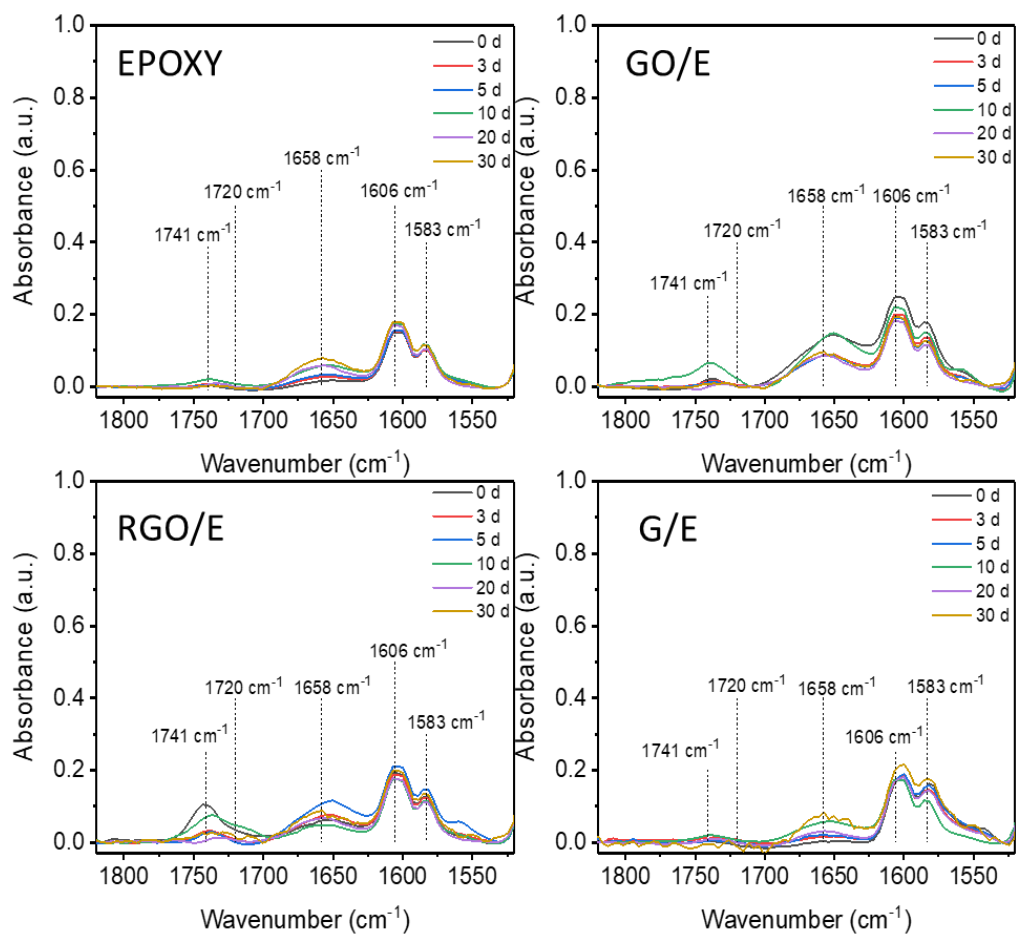 EPOXY
0 d
3 d
5 d
10 d
20 d
30 d
1658 cm⁻¹
1720 cm⁻¹
1606 cm⁻¹
1741 cm⁻¹
1583 cm⁻¹
1.0
0.8
0.6
0.4
0.2
0.0
Absorbance (a.u.)
1800 1750 1700 1650 1600 1550
Wavenumber (cm⁻¹)
GO/E
0 d
3 d
5 d
10 d
20 d
30 d
1658 cm⁻¹
1606 cm⁻¹
1720 cm⁻¹
1583 cm⁻¹
1741 cm⁻¹
1.0
0.8
0.6
0.4
0.2
0.0
Absorbance (a.u.)
1800 1750 1700 1650 1600 1550
Wavenumber (cm⁻¹)
RGO/E
0 d
3 d
5 d
10 d
20 d
30 d
1606 cm⁻¹
1720 cm⁻¹
1658 cm⁻¹
1741 cm⁻¹
1583 cm⁻¹
1.0
0.8
0.6
0.4
0.2
0.0
Absorbance (a.u.)
1800 1750 1700 1650 1600 1550
Wavenumber (cm⁻¹)
G/E
0 d
3 d
5 d
10 d
20 d
30 d
1720 cm⁻¹
1658 cm⁻¹
1583 cm⁻¹
1741 cm⁻¹
1606 cm⁻¹
1.0
0.8
0.6
0.4
0.2
0.0
Absorbance (a.u.)
1800 1750 1700 1650 1600 1550
Wavenumber (cm⁻¹)